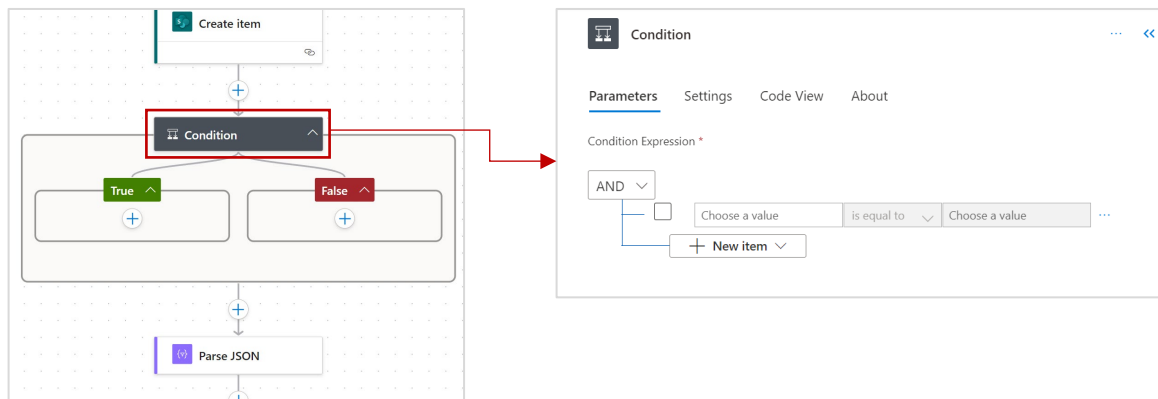 Create item
Condition
True
False
Parse JSON
Condition
Parameters Settings Code View About
Condition Expression *
AND
Choose a value is equal to Choose a value
New item